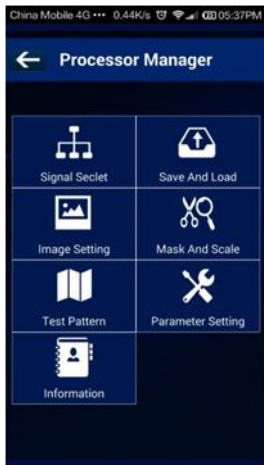 China Mobile 4G ••• 0.44K/s 05:37PM
Processor Manager
Signal Seclet Save And Load
Image Setting Mask And Scale
Test Pattern Parameter Setting
Information